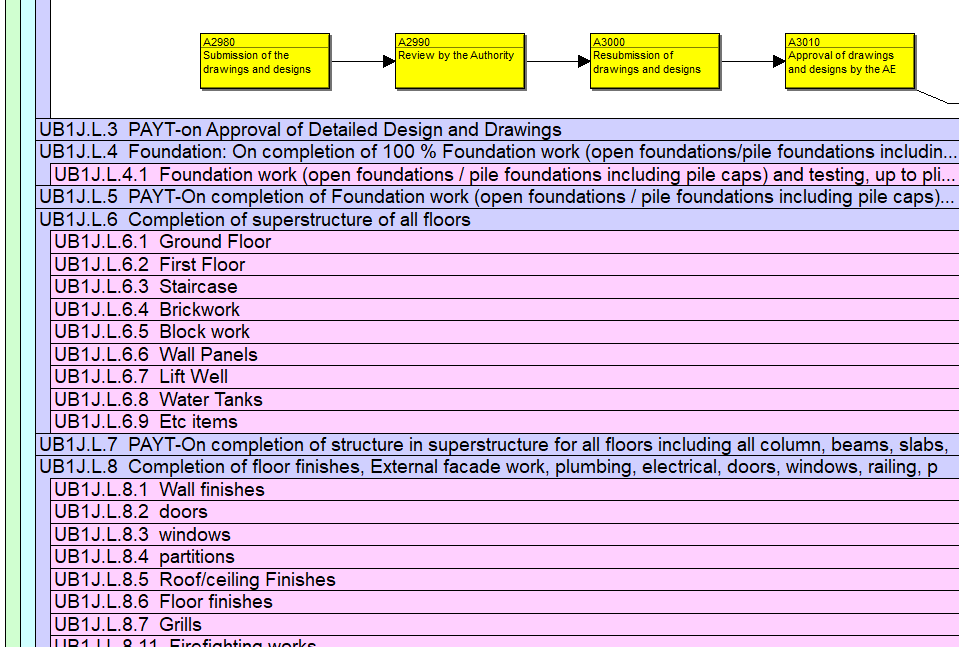 A2980
Submission of the
drawings and designs
A2990
Review by the Authority
A3000
Resubmission of
drawings and designs
A3010
Approval of drawings
and designs by the AE
UB1J.L.3 PAYT-on Approval of Detailed Design and Drawings
UB1J.L.4 Foundation: On completion of 100 % Foundation work (open foundations/pile foundations includin...
UB1J.L.4.1 Foundation work (open foundations / pile foundations including pile caps) and testing, up to pli...
UB1J.L.5 PAYT-On completion of Foundation work (open foundations / pile foundations including pile caps)...
UB1J.L.6 Completion of superstructure of all floors
UB1J.L.6.1 Ground Floor
UB1J.L.6.2 First Floor
UB1J.L.6.3 Staircase
UB1J.L.6.4 Brickwork
UB1J.L.6.5 Block work
UB1J.L.6.6 Wall Panels
UB1J.L.6.7 Lift Well
UB1J.L.6.8 Water Tanks
UB1J.L.6.9 Etc items
UB1J.L.7 PAYT-On completion of structure in superstructure for all floors including all column, beams, slabs,
UB1J.L.8 Completion of floor finishes, External facade work, plumbing, electrical, doors, windows, railing, p
UB1J.L.8.1 Wall finishes
UB1J.L.8.2 doors
UB1J.L.8.3 windows
UB1J.L.8.4 partitions
UB1J.L.8.5 Roof/ceiling Finishes
UB1J.L.8.6 Floor finishes
UB1J.L.8.7 Grills
UB1J.L.8.11 Firefighting works